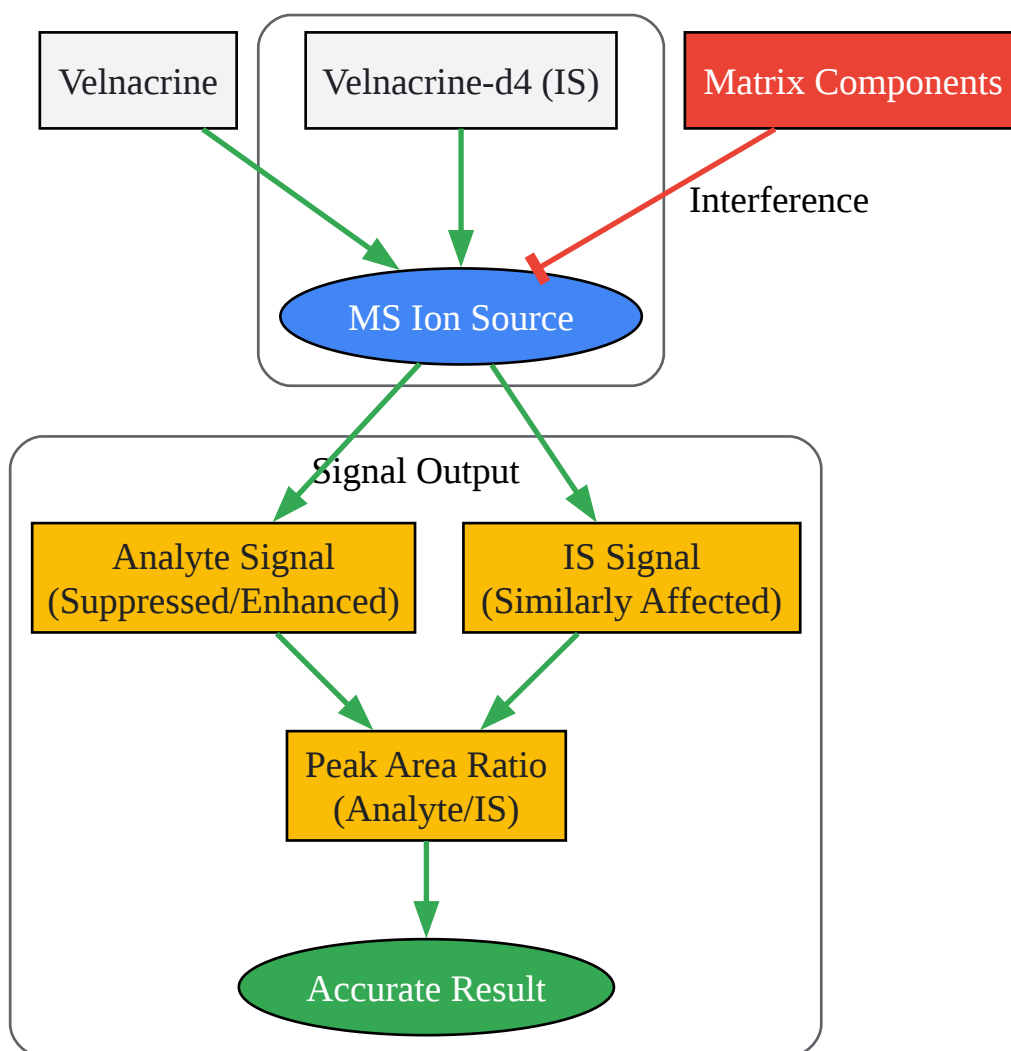 Velnacrine
Velnacrine-d4 (IS)
Matrix Components
Interference
MS Ion Source
Signal Output
Analyte Signal
(Suppressed/Enhanced)
IS Signal
(Similarly Affected)
Peak Area Ratio
(Analyte/IS)
Accurate Result